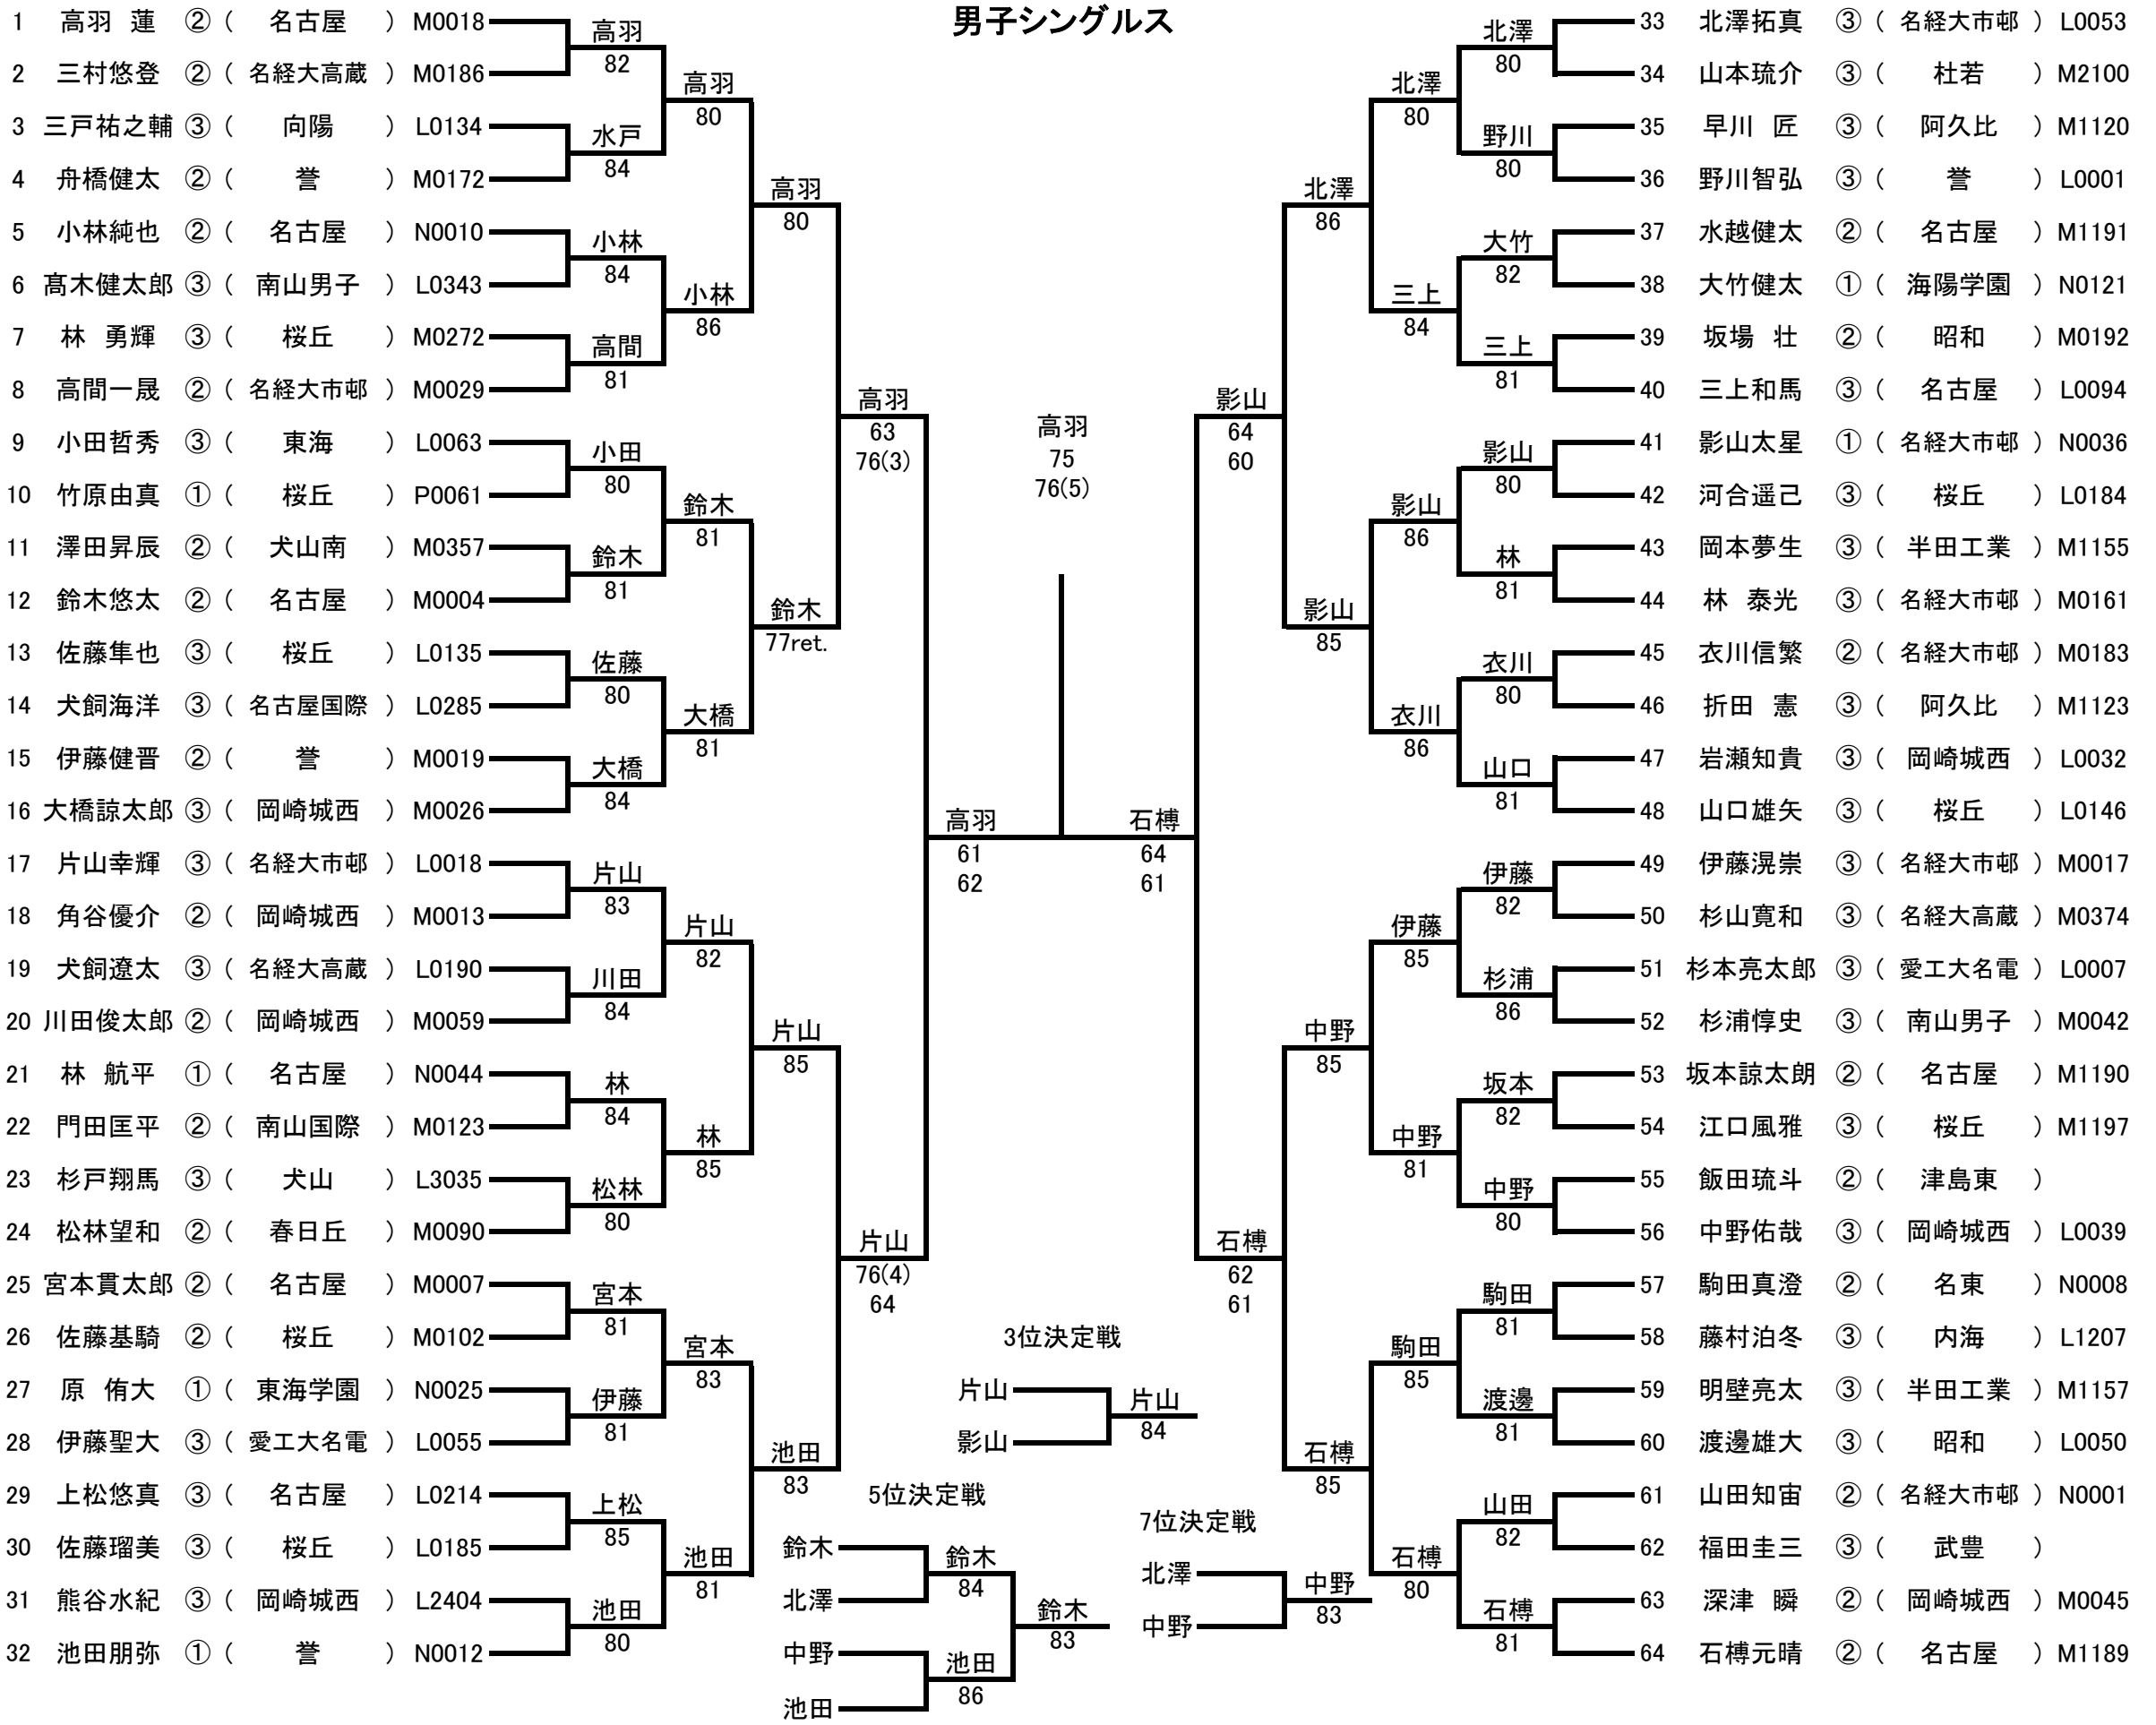 男子シングルス
1 高羽 蓮 ② ( 名古屋 ) M0018
2 三村悠登 ② ( 名経大高蔵 ) M0186
3 三戸祐之輔 ③ ( 向陽 ) L0134
4 舟橋健太 ② ( 誉 ) M0172
5 小林純也 ② ( 名古屋 ) N0010
6 髙木健太郎 ③ ( 南山男子 ) L0343
7 林 勇輝 ③ ( 桜丘 ) M0272
8 高間一晟 ② ( 名経大市邨 ) M0029
9 小田哲秀 ③ ( 東海 ) L0063
10 竹原由真 ① ( 桜丘 ) P0061
11 澤田昇辰 ② ( 犬山南 ) M0357
12 鈴木悠太 ② ( 名古屋 ) M0004
13 佐藤隼也 ③ ( 桜丘 ) L0135
14 犬飼海洋 ③ ( 名古屋国際 ) L0285
15 伊藤健晋 ② ( 誉 ) M0019
16 大橋諒太郎 ③ ( 岡崎城西 ) M0026
17 片山幸輝 ③ ( 名経大市邨 ) L0018
18 角谷優介 ② ( 岡崎城西 ) M0013
19 犬飼遼太 ③ ( 名経大高蔵 ) L0190
20 川田俊太郎 ② ( 岡崎城西 ) M0059
21 林 航平 ① ( 名古屋 ) N0044
22 門田匡平 ② ( 南山国際 ) M0123
23 杉戸翔馬 ③ ( 犬山 ) L3035
24 松林望和 ② ( 春日丘 ) M0090
25 宮本貫太郎 ② ( 名古屋 ) M0007
26 佐藤基騎 ② ( 桜丘 ) M0102
27 原 侑大 ① ( 東海学園 ) N0025
28 伊藤聖大 ③ ( 愛工大名電 ) L0055
29 上松悠真 ③ ( 名古屋 ) L0214
30 佐藤瑠美 ③ ( 桜丘 ) L0185
31 熊谷水紀 ③ ( 岡崎城西 ) L2404
32 池田朋弥 ① ( 誉 ) N0012
高羽
82
水戸
84
小林
84
高間
81
小田
80
鈴木
81
佐藤
80
大橋
84
片山
83
川田
84
林
84
松林
80
宮本
81
伊藤
81
上松
85
池田
80
高羽
80
小林
86
鈴木
81
大橋
81
片山
82
林
85
宮本
83
池田
81
高羽
80
鈴木
77ret.
片山
85
池田
83
高羽
63
76(3)
片山
76(4)
64
高羽
61
62
高羽
75
76(5)
石榑
64
61
影山
64
60
石榑
62
61
北澤
86
影山
85
中野
85
石榑
85
北澤
80
三上
84
影山
86
衣川
86
伊藤
85
中野
81
駒田
85
石榑
80
北澤
80
野川
80
大竹
82
三上
81
影山
80
林
81
衣川
80
山口
81
伊藤
82
杉浦
86
坂本
82
中野
80
駒田
81
渡邊
81
山田
82
石榑
81
33 北澤拓真 ③ ( 名経大市邨 ) L0053
34 山本琉介 ③ ( 杜若 ) M2100
35 早川 匠 ③ ( 阿久比 ) M1120
36 野川智弘 ③ ( 誉 ) L0001
37 水越健太 ② ( 名古屋 ) M1191
38 大竹健太 ① ( 海陽学園 ) N0121
39 坂場 壮 ② ( 昭和 ) M0192
40 三上和馬 ③ ( 名古屋 ) L0094
41 影山太星 ① ( 名経大市邨 ) N0036
42 河合遥己 ③ ( 桜丘 ) L0184
43 岡本夢生 ③ ( 半田工業 ) M1155
44 林 泰光 ③ ( 名経大市邨 ) M0161
45 衣川信繁 ② ( 名経大市邨 ) M0183
46 折田 憲 ③ ( 阿久比 ) M1123
47 岩瀬知貴 ③ ( 岡崎城西 ) L0032
48 山口雄矢 ③ ( 桜丘 ) L0146
49 伊藤滉崇 ③ ( 名経大市邨 ) M0017
50 杉山寛和 ③ ( 名経大高蔵 ) M0374
51 杉本亮太郎 ③ ( 愛工大名電 ) L0007
52 杉浦惇史 ③ ( 南山男子 ) M0042
53 坂本諒太朗 ② ( 名古屋 ) M1190
54 江口風雅 ③ ( 桜丘 ) M1197
55 飯田琉斗 ② ( 津島東 )
56 中野佑哉 ③ ( 岡崎城西 ) L0039
57 駒田真澄 ② ( 名東 ) N0008
58 藤村泊冬 ③ ( 内海 ) L1207
59 明壁亮太 ③ ( 半田工業 ) M1157
60 渡邊雄大 ③ ( 昭和 ) L0050
61 山田知宙 ② ( 名経大市邨 ) N0001
62 福田圭三 ③ ( 武豊 )
63 深津 瞬 ② ( 岡崎城西 ) M0045
64 石榑元晴 ② ( 名古屋 ) M1189
3位決定戦
片山
影山
片山
84
5位決定戦
鈴木
北澤
中野
池田
鈴木
84
池田
86
鈴木
83
7位決定戦
北澤
中野
中野
83